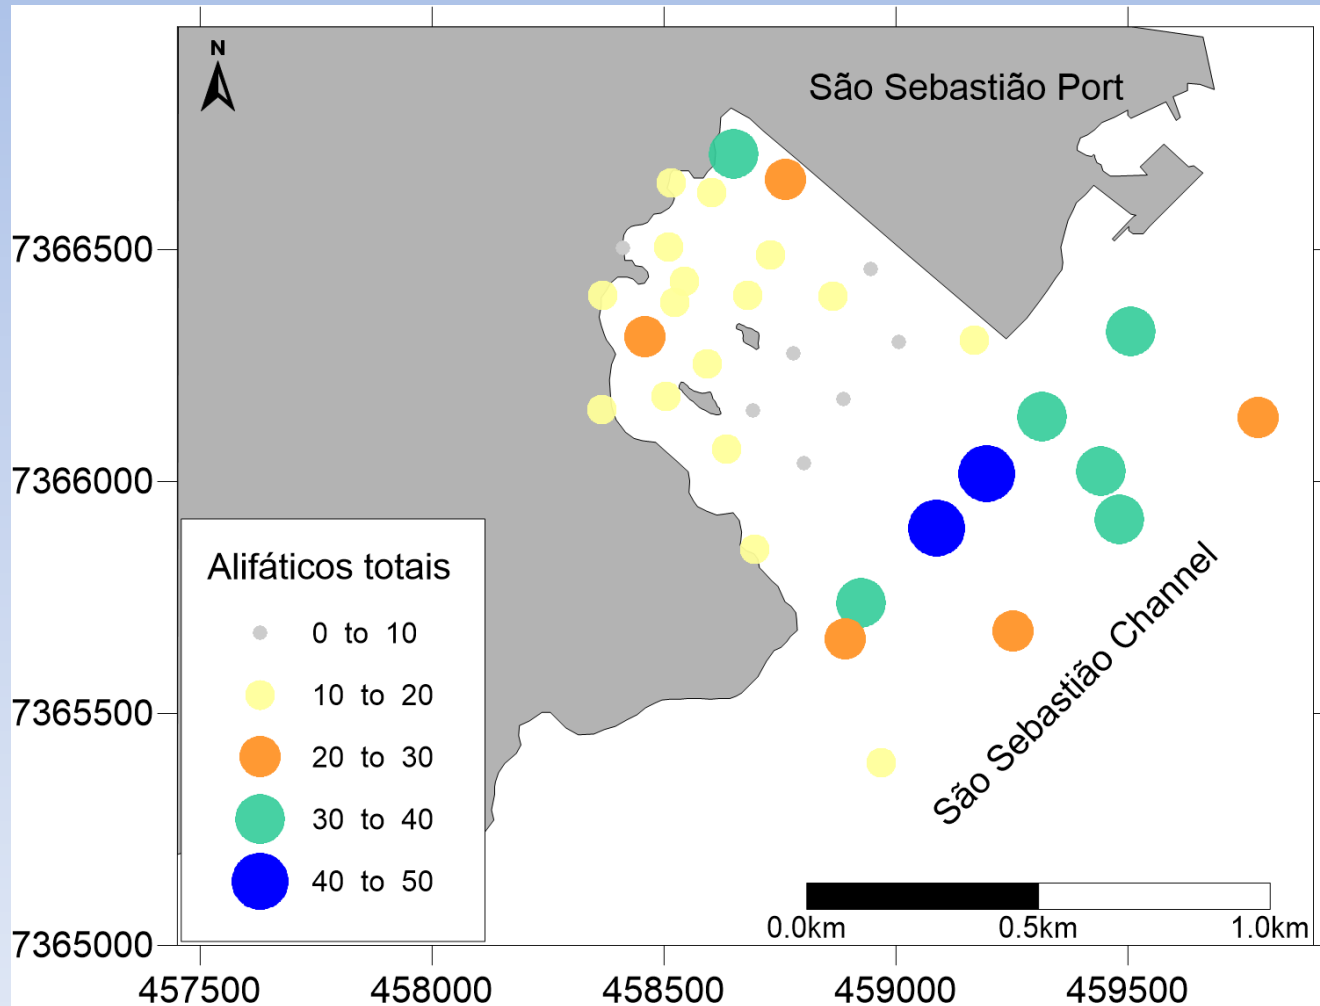 N
São Sebastião Port
7366500
7366000
7365500
7365000
Alifáticos totais
0 to 10
10 to 20
20 to 30
30 to 40
40 to 50
São Sebastião Channel
0.0km 0.5km 1.0km
457500 458000 458500 459000 459500